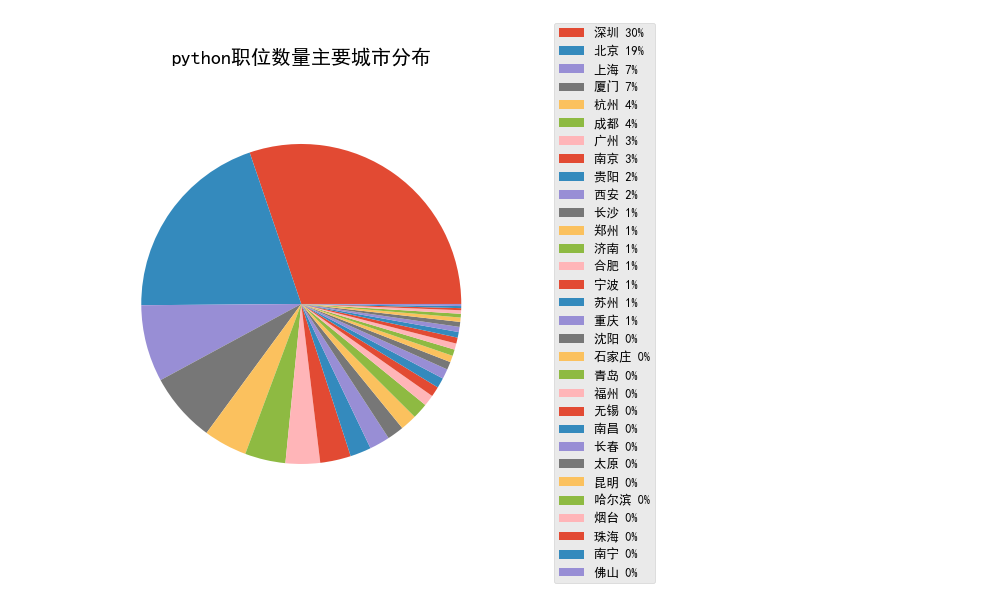 python职位数量主要城市分布
深圳 30%
北京 19%
上海 7%
厦门 7%
杭州 4%
成都 4%
广州 3%
南京 3%
贵阳 2%
西安 2%
长沙 1%
郑州 1%
济南 1%
合肥 1%
宁波 1%
苏州 1%
重庆 1%
沈阳 0%
石家庄 0%
青岛 0%
福州 0%
无锡 0%
南昌 0%
长春 0%
太原 0%
昆明 0%
哈尔滨 0%
烟台 0%
珠海 0%
南宁 0%
佛山 0%